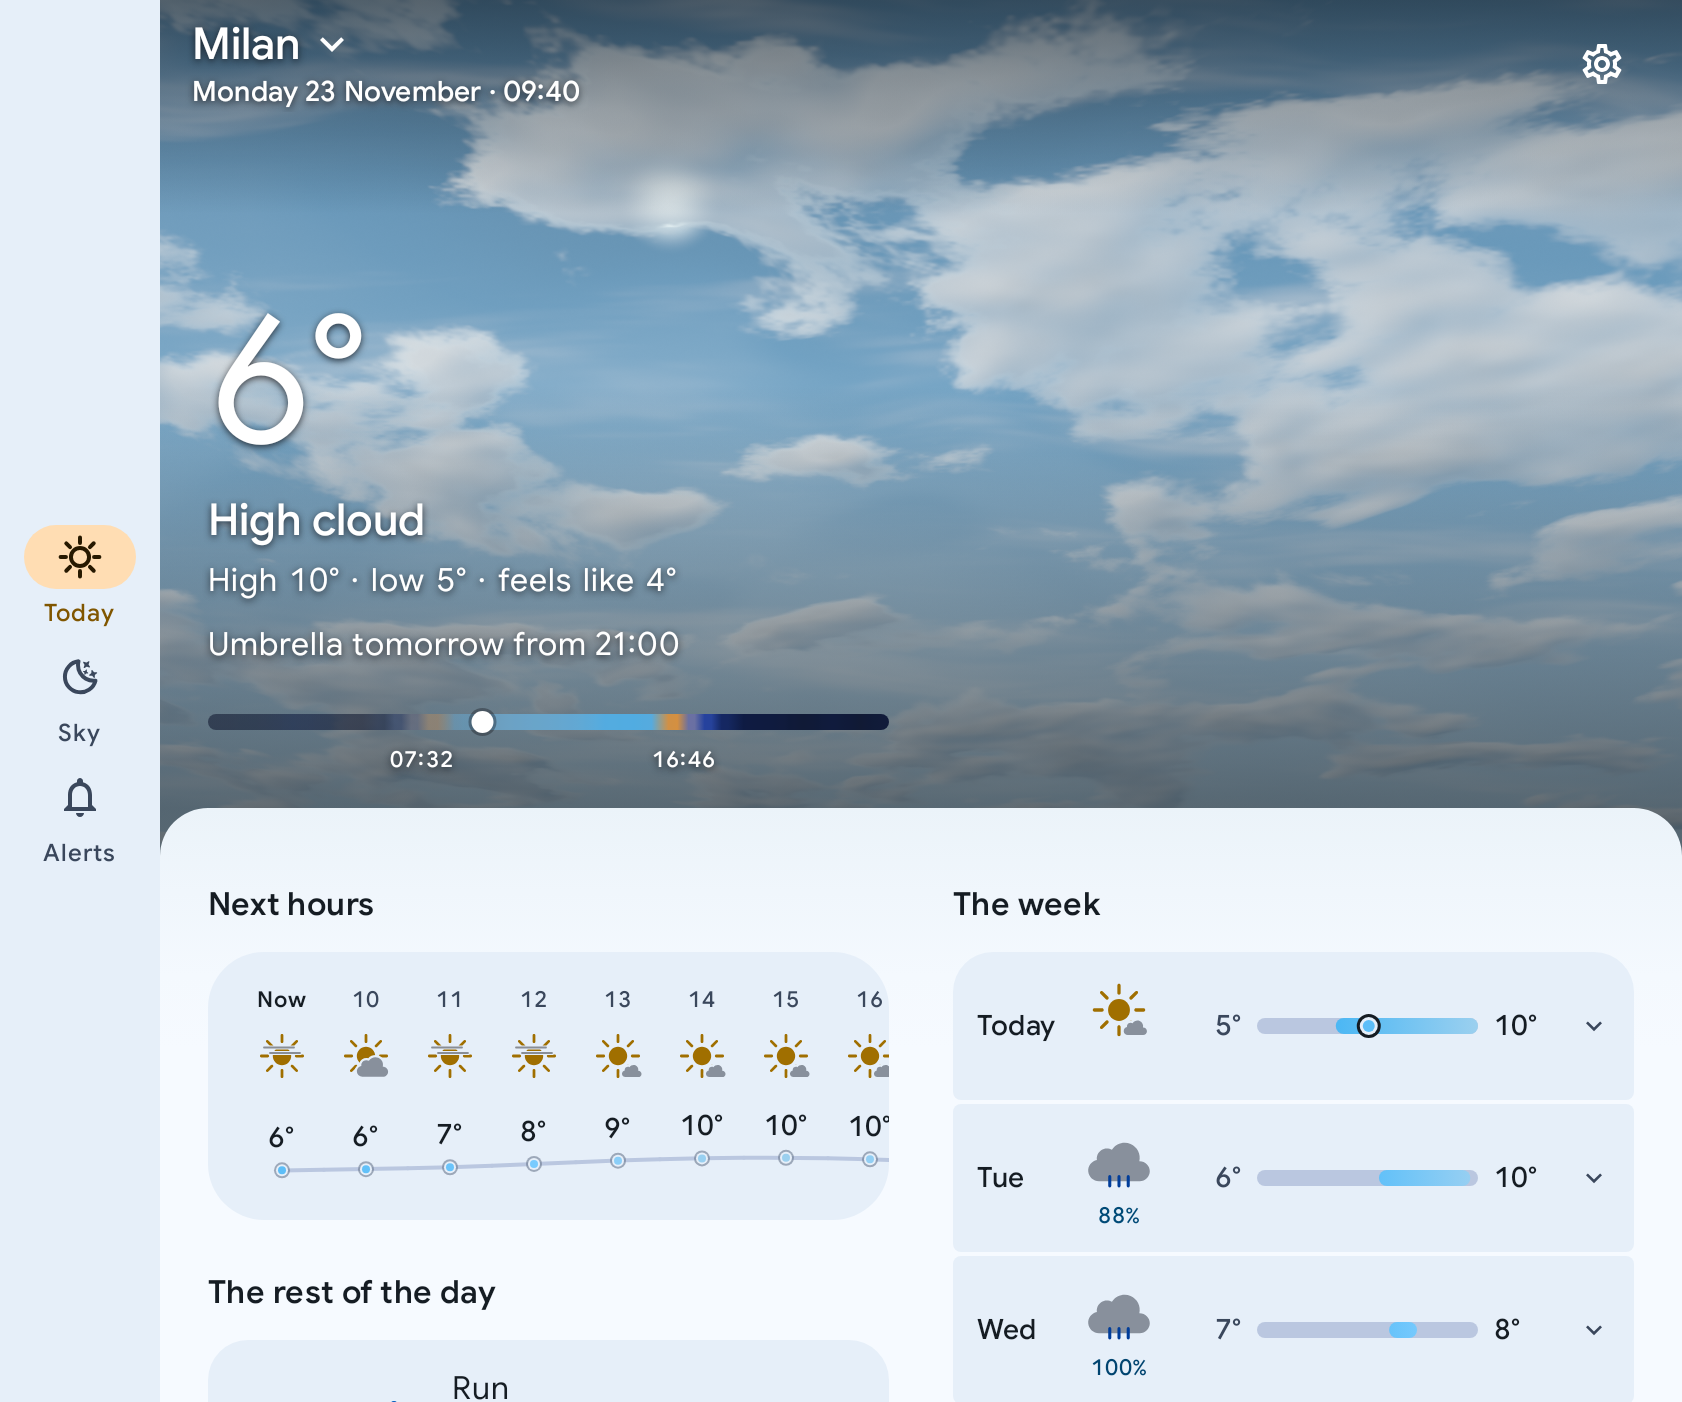 Milan
Monday 23 November · 09:40
6°
High cloud
High 10° · low 5° · feels like 4°
Umbrella tomorrow from 21:00
07:32 16:46
Today
Sky
Alerts
Next hours
Now 10 11 12 13 14 15 16
6° 6° 7° 8° 9° 10° 10° 10°
The rest of the day
Run
The week
Today 5° 10°
Tue 6° 10°
88%
Wed 7° 8°
100%